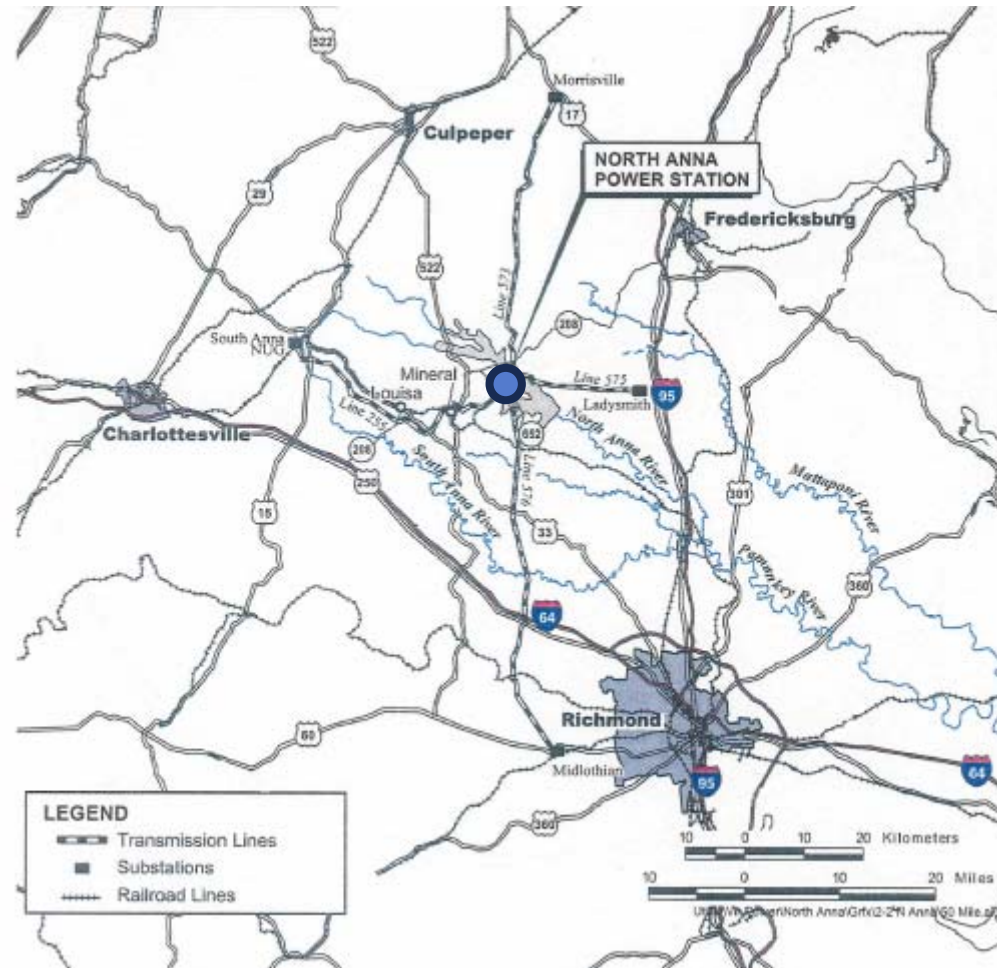 522
Morrisville
17
Culpeper
NORTH ANNA
POWER STATION
29
Fredericksburg
522
Line 573
208
South Anna
NUG
Mineral
Line 575
Louisa
Ladysmith
95
Line 255
Charlottesville
208
652
North Anna River
250
South Anna River
Line 576
Mattaponi River
301
15
33
Pamunkey River
360
64
Richmond
60
Midlothian
95
64
LEGEND
Transmission Lines
Substations
Railroad Lines
360
10 0 10 20 Kilometers
10 0 10 20 Miles